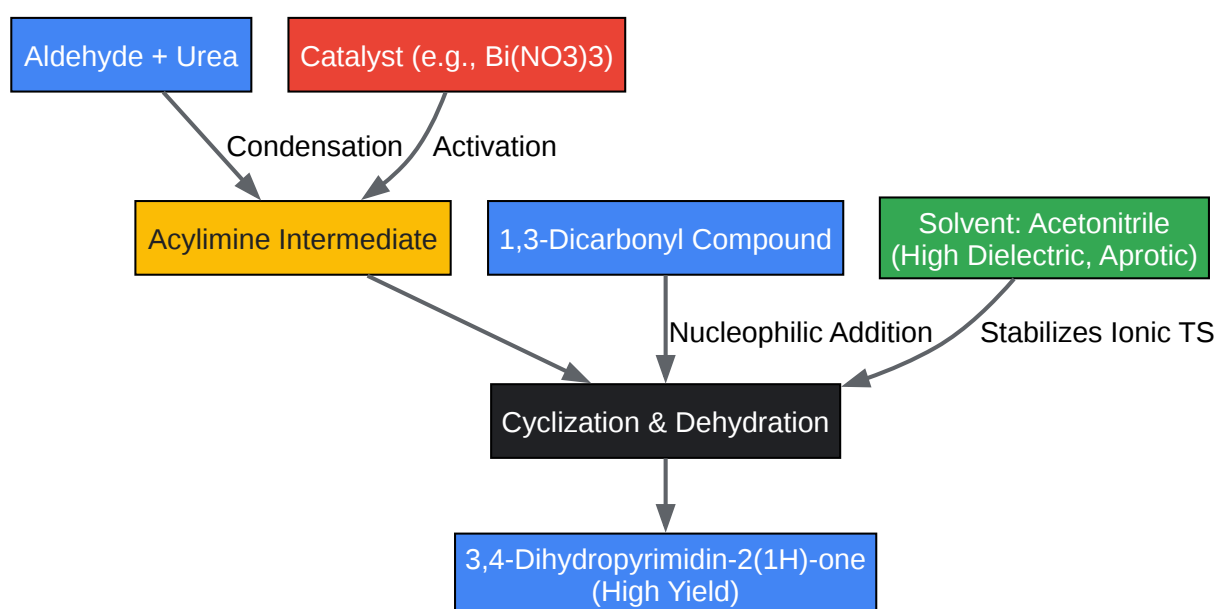 Aldehyde + Urea
Catalyst (e.g., Bi(NO3)3)
Condensation
Activation
Acylimine Intermediate
1,3-Dicarbonyl Compound
Solvent: Acetonitrile
(High Dielectric, Aprotic)
Nucleophilic Addition
Stabilizes Ionic TS
Cyclization & Dehydration
3,4-Dihydropyrimidin-2(1H)-one
(High Yield)